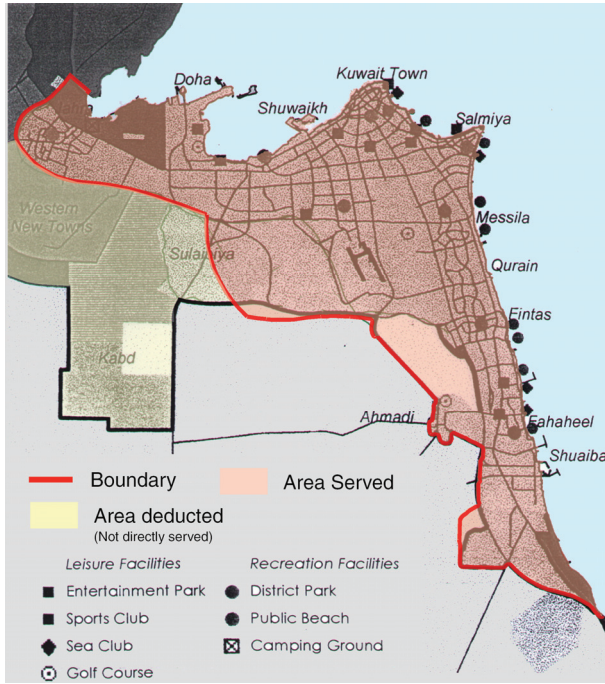 Doha
Kuwait Town
Shuwaikh
Salmiya
Western
New Towns
Messila
Sulaibiya
Qurain
Fintas
Kabd
Ahmadi
Fahaheel
Shuaiba
Boundary
Area Served
Area deducted
(Not directly served)
Leisure Facilities
Recreation Facilities
Entertainment Park
District Park
Sports Club
Public Beach
Sea Club
Camping Ground
Golf Course